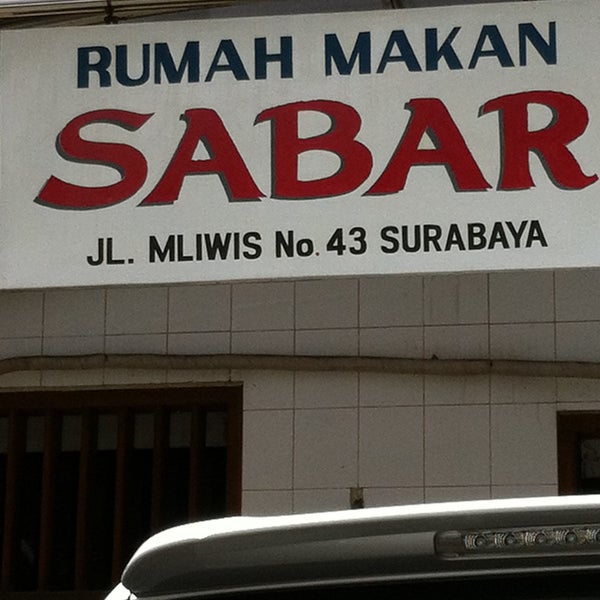 RUMAH MAKAN
SABAR
JL. MLIWIS No. 43 SURABAYA